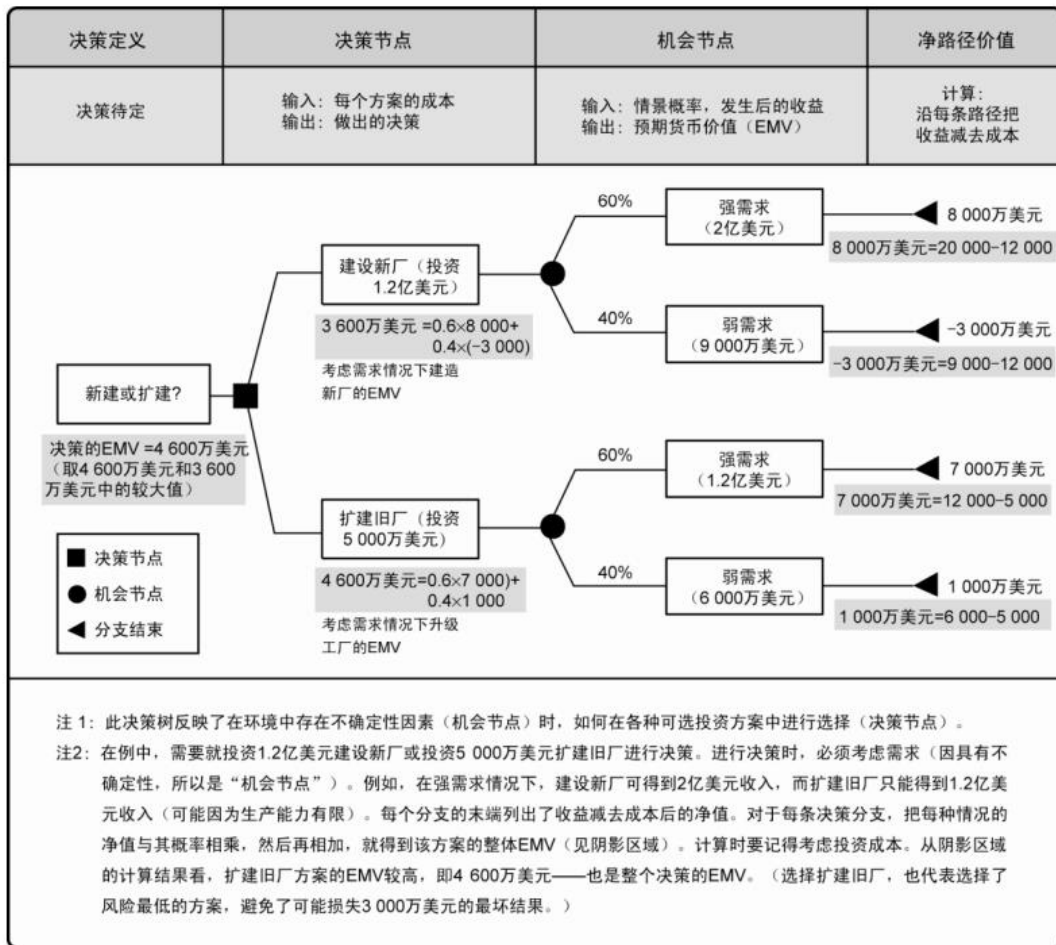 决策定义
决策节点
机会节点
净路径价值
决策待定
输入：每个方案的成本
输出：做出的决策
输入：情景概率，发生后的收益
输出：预期货币价值（EMV）
计算：
沿每条路径把
收益减去成本
60%
强需求
（2亿美元）
8 000万美元
8 000万美元=20 000-12 000
建设新厂（投资
1.2亿美元）
3 600万美元 =0.6×8 000+
0.4×(-3 000)
考虑需求情况下建造
新厂的EMV
40%
弱需求
（9 000万美元）
-3 000万美元
-3 000万美元=9 000-12 000
新建或扩建?
决策的EMV =4 600万美元
（取4 600万美元和3 600
万美元中的较大值）
60%
强需求
（1.2亿美元）
7 000万美元
7 000万美元=12 000-5 000
扩建旧厂（投资
5 000万美元）
4 600万美元=0.6×7 000)+
0.4×1 000
考虑需求情况下升级
工厂的EMV
40%
弱需求
（6 000万美元）
1 000万美元
1 000万美元=6 000-5 000
决策节点
机会节点
分支结束
注 1：此决策树反映了在环境中存在不确定性因素（机会节点）时，如何在各种可选投资方案中进行选择（决策节点）。
注2：在例中，需要就投资1.2亿美元建设新厂或投资5 000万美元扩建旧厂进行决策。进行决策时，必须考虑需求（因具有不
确定性，所以是“机会节点”）。例如，在强需求情况下，建设新厂可得到2亿美元收入，而扩建旧厂只能得到1.2亿美
元收入（可能因为生产能力有限）。每个分支的末端列出了收益减去成本后的净值。对于每条决策分支，把每种情况的
净值与其概率相乘，然后再相加，就得到该方案的整体EMV（见阴影区域）。计算时要记得考虑投资成本。从阴影区域
的计算结果看，扩建旧厂方案的EMV较高，即4 600万美元——也是整个决策的EMV。（选择扩建旧厂，也代表选择了
风险最低的方案，避免了可能损失3 000万美元的最坏结果。）